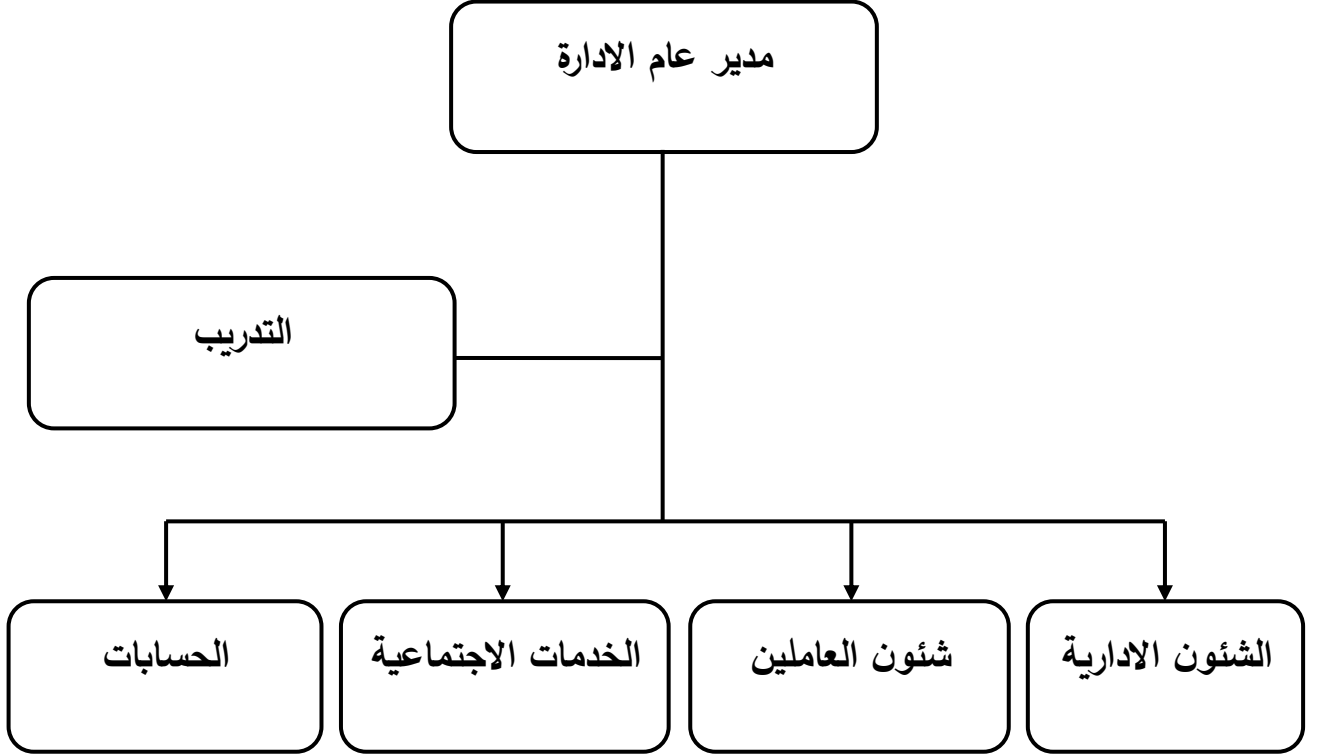 مدير عام الادارة
التدريب
الشئون الادارية
شئون العاملين
الخدمات الاجتماعية
الحسابات